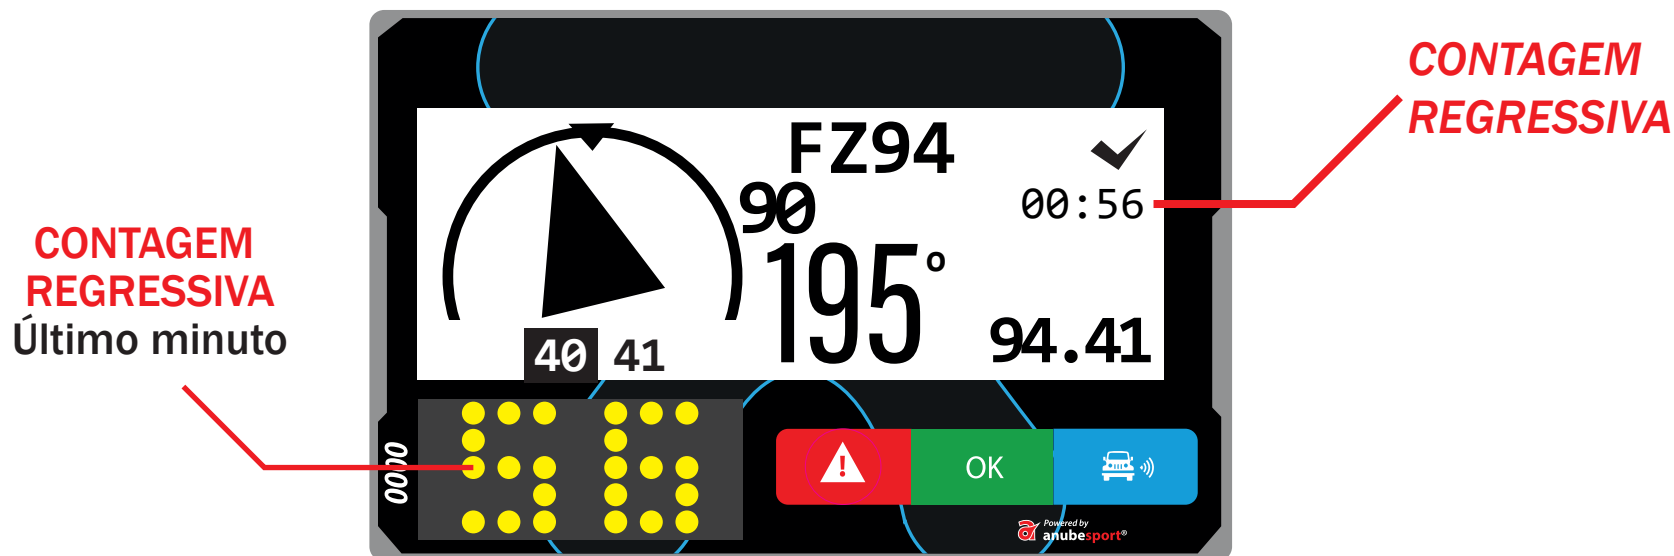 CONTAGEM
REGRESSIVA
FZ94
90
00:56
195°
94.41
40 41
CONTAGEM
REGRESSIVA
Último minuto
0000
56
OK
Powered by
anubesport®